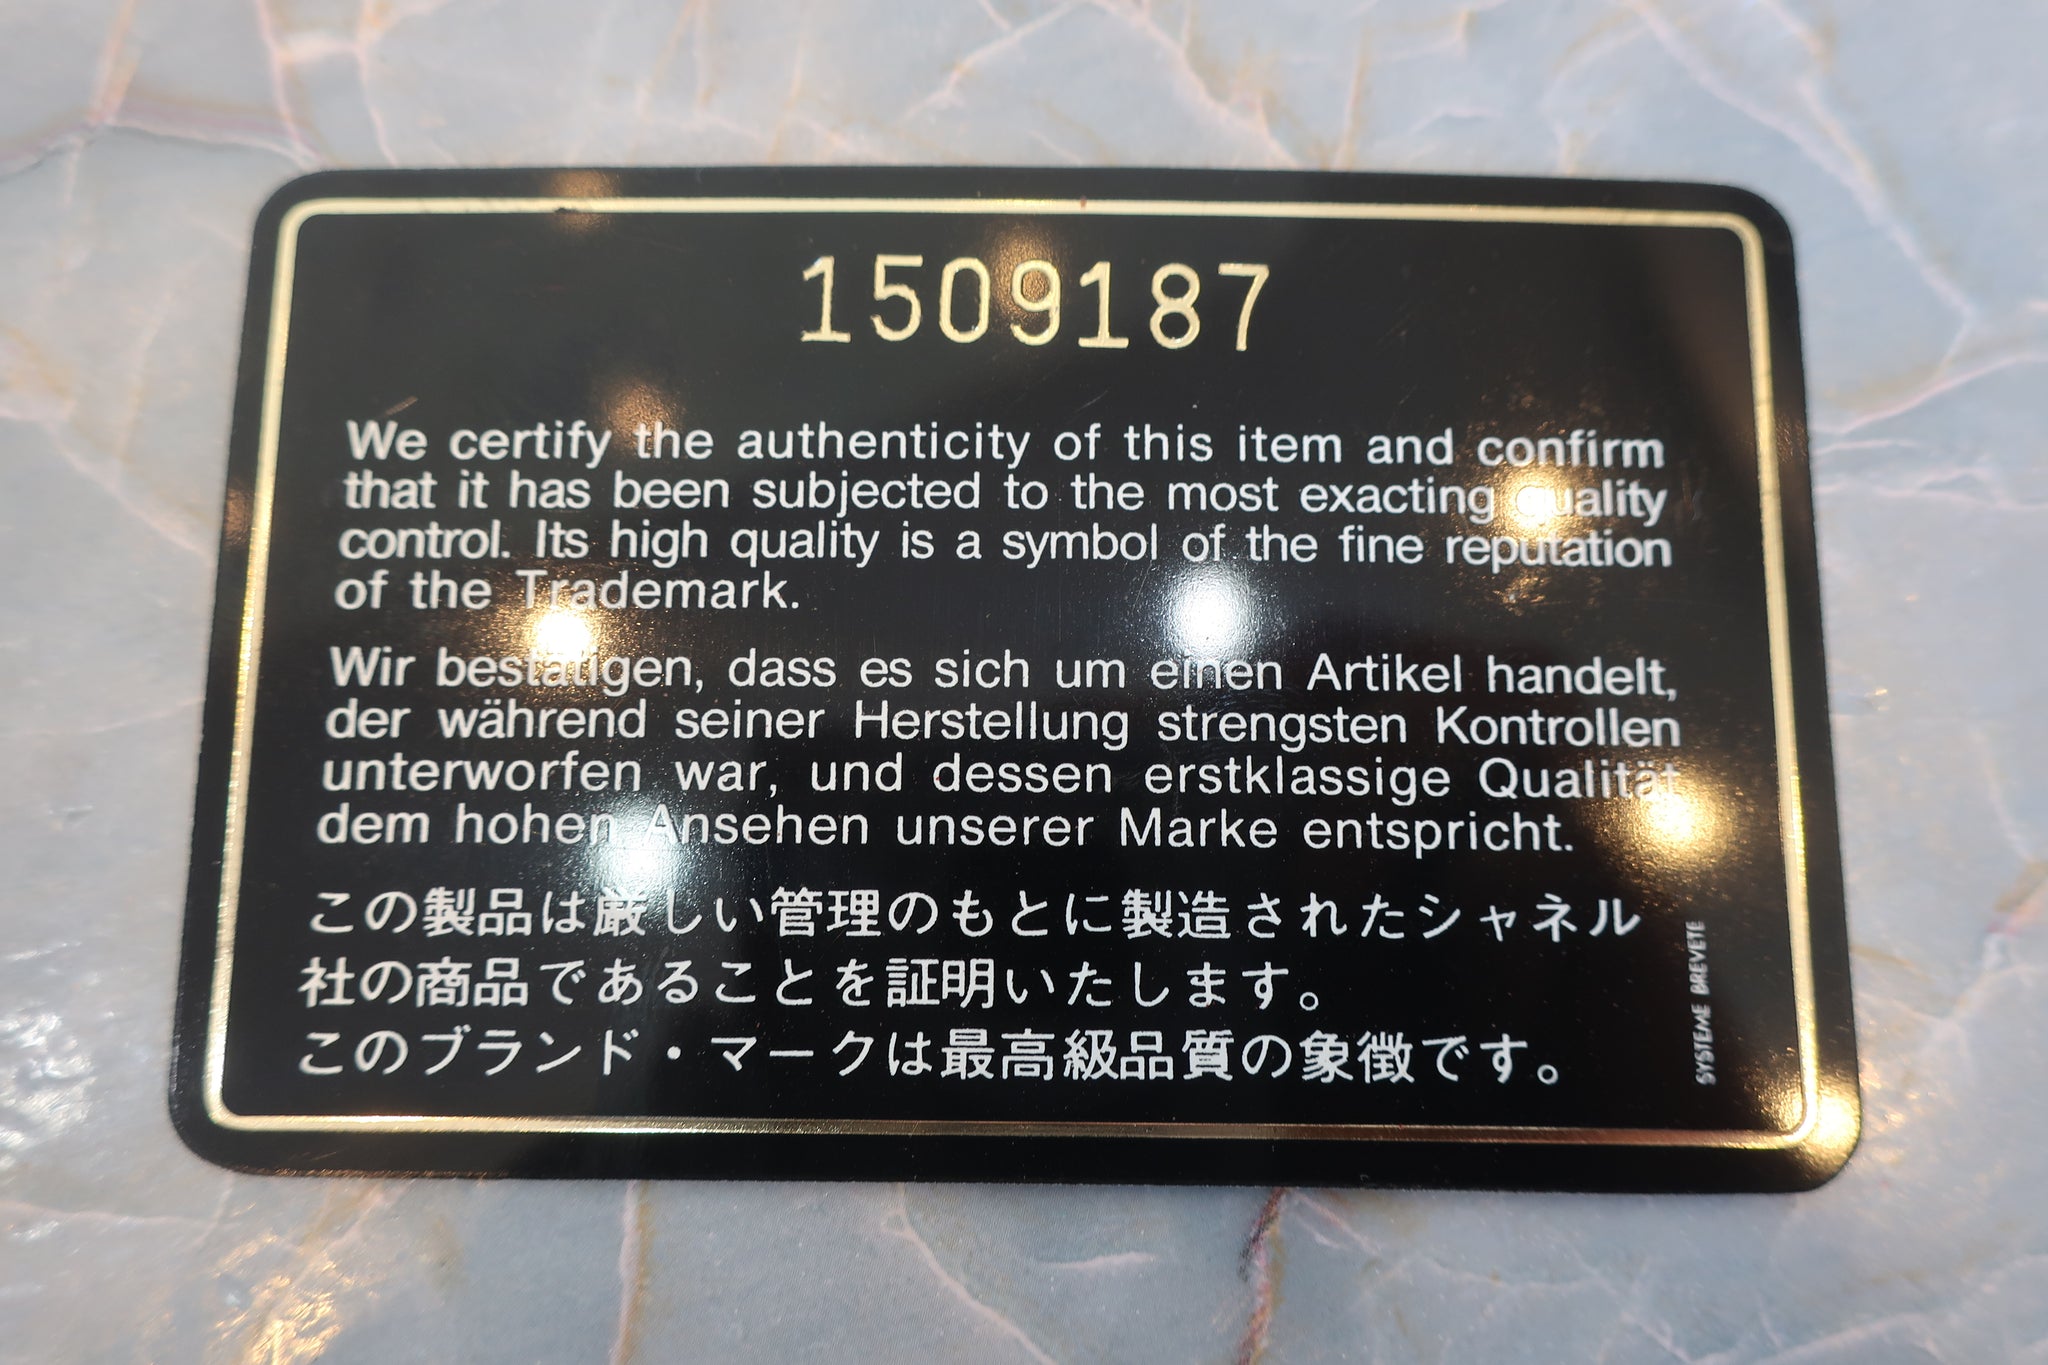 1509187
We certify the authenticity of this item and confirm
that it has been subjected to the most exacting quality
control. Its high quality is a symbol of the fine reputation
of the Trademark.
Wir bestätigen, dass es sich um einen Artikel handelt,
der während seiner Herstellung strengsten Kontrollen
unterworfen war, und dessen erstklassige Qualität
dem hohen Ansehen unserer Marke entspricht.
この製品は厳しい管理のもとに製造されたシャネル
社の商品であることを証明いたします。
このブランド・マークは最高級品質の象徴です。
SYSTEME BREVETE